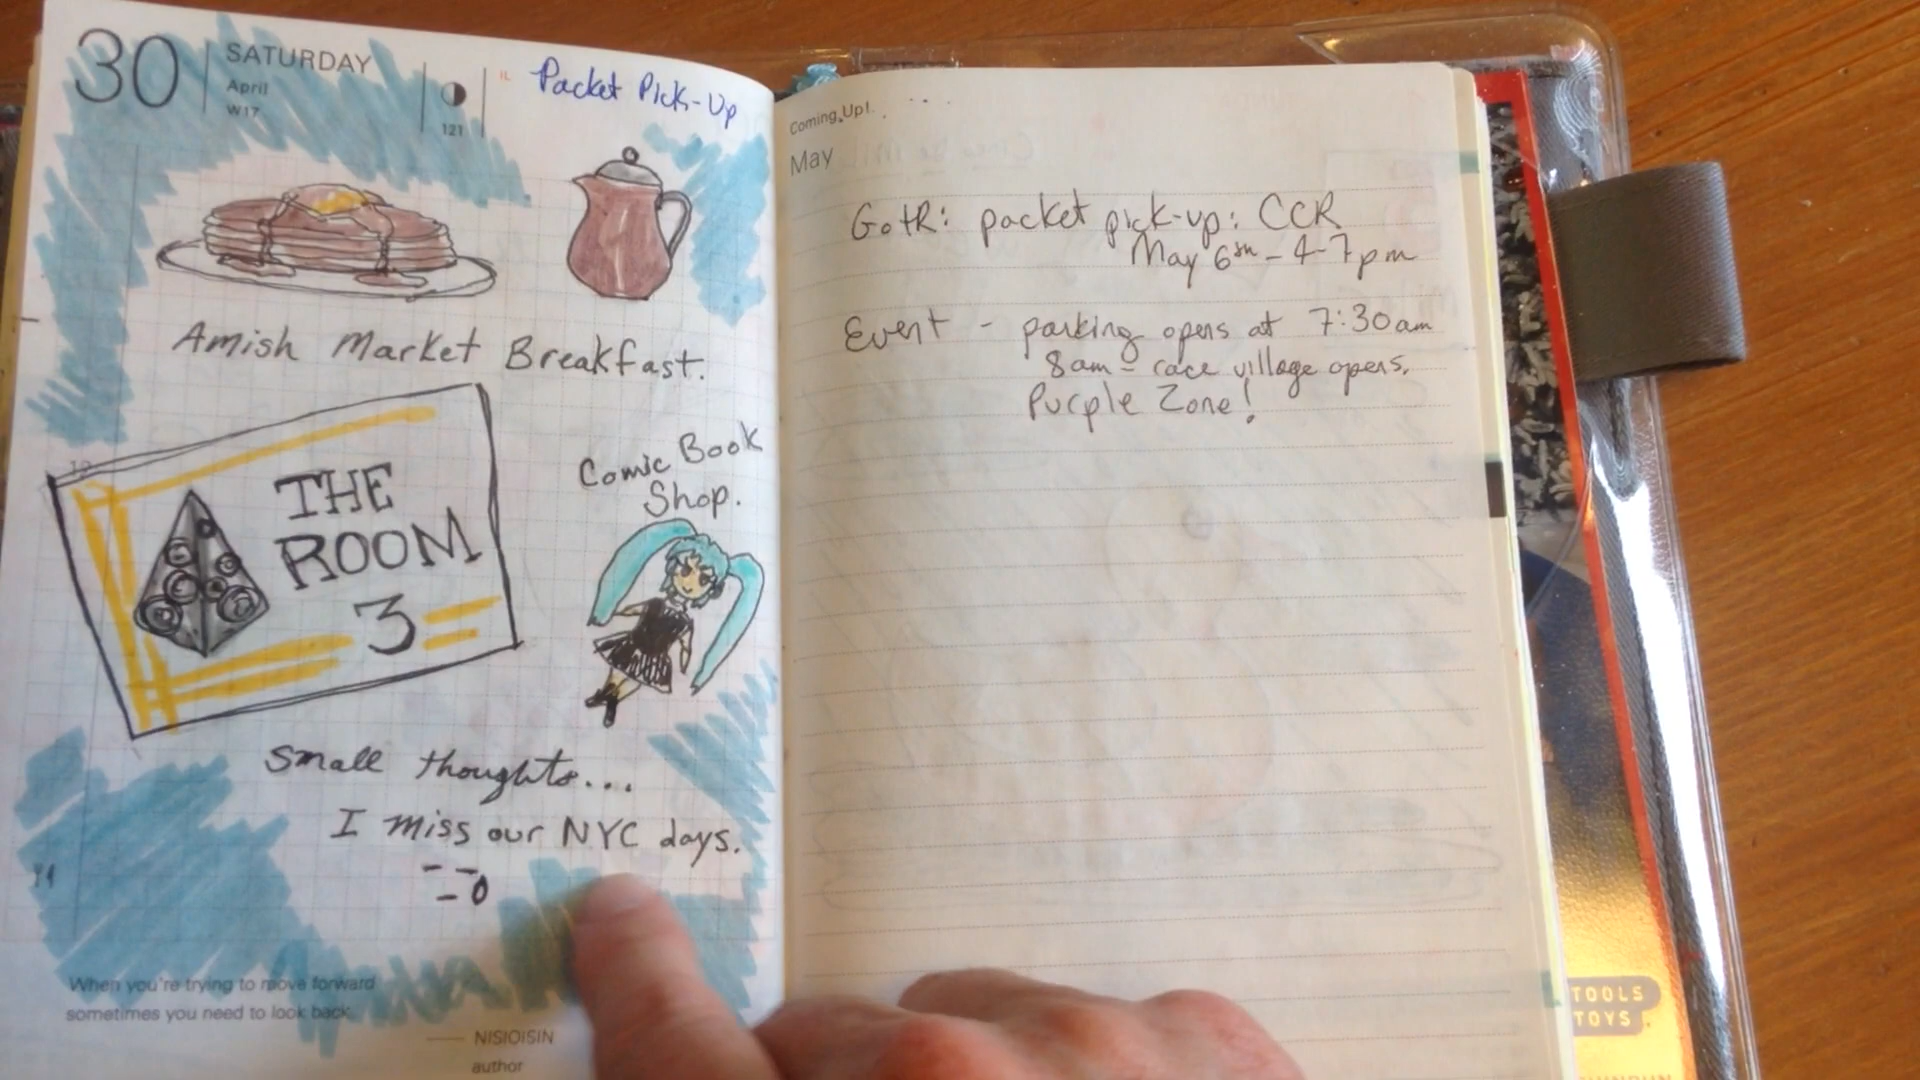 30
SATURDAY
April
W17
121
Packet Pick-Up
Amish Market Breakfast.
THE
ROOM
3
Comic Book
Shop.
small thoughts...
I miss our NYC days.
When you're trying to move forward
sometimes you need to look back.
NISIOISIN
author
Coming Up!
May
GotR: packet pick-up: CCR
May 6th - 4-7pm
Event - parking opens at 7:30am
8am - race village opens.
Purple Zone!
TOOLS
TOYS